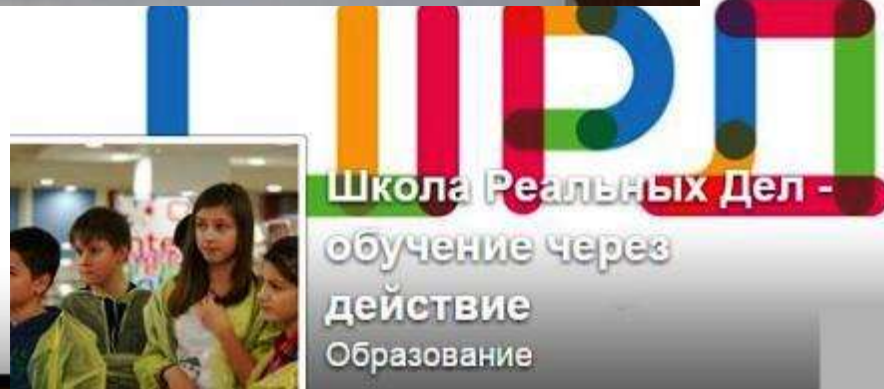 ШРД
Школа Реальных Дел -
обучение через
действие
Образование